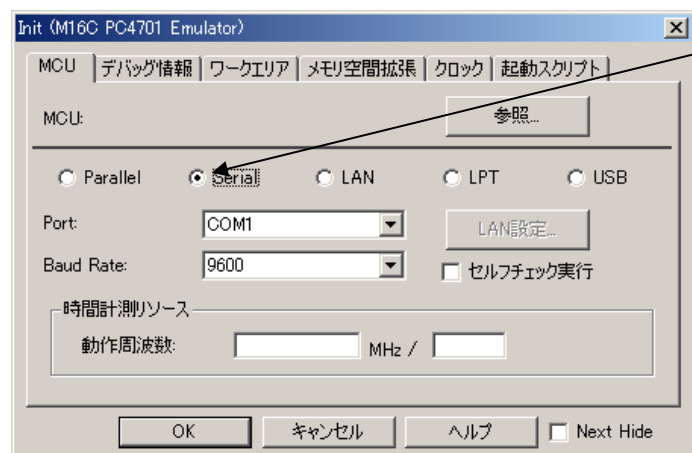 Init (M16C PC4701 Emulator)
MCU デバッグ情報 ワークエリア メモリ空間拡張 クロック 起動スクリプト
MCU: 参照...
Parallel Serial LAN LPT USB
Port: COM1 LAN設定...
Baud Rate: 9600 セルフチェック実行
時間計測リソース
動作周波数: MHz /
OK キャンセル ヘルプ Next Hide